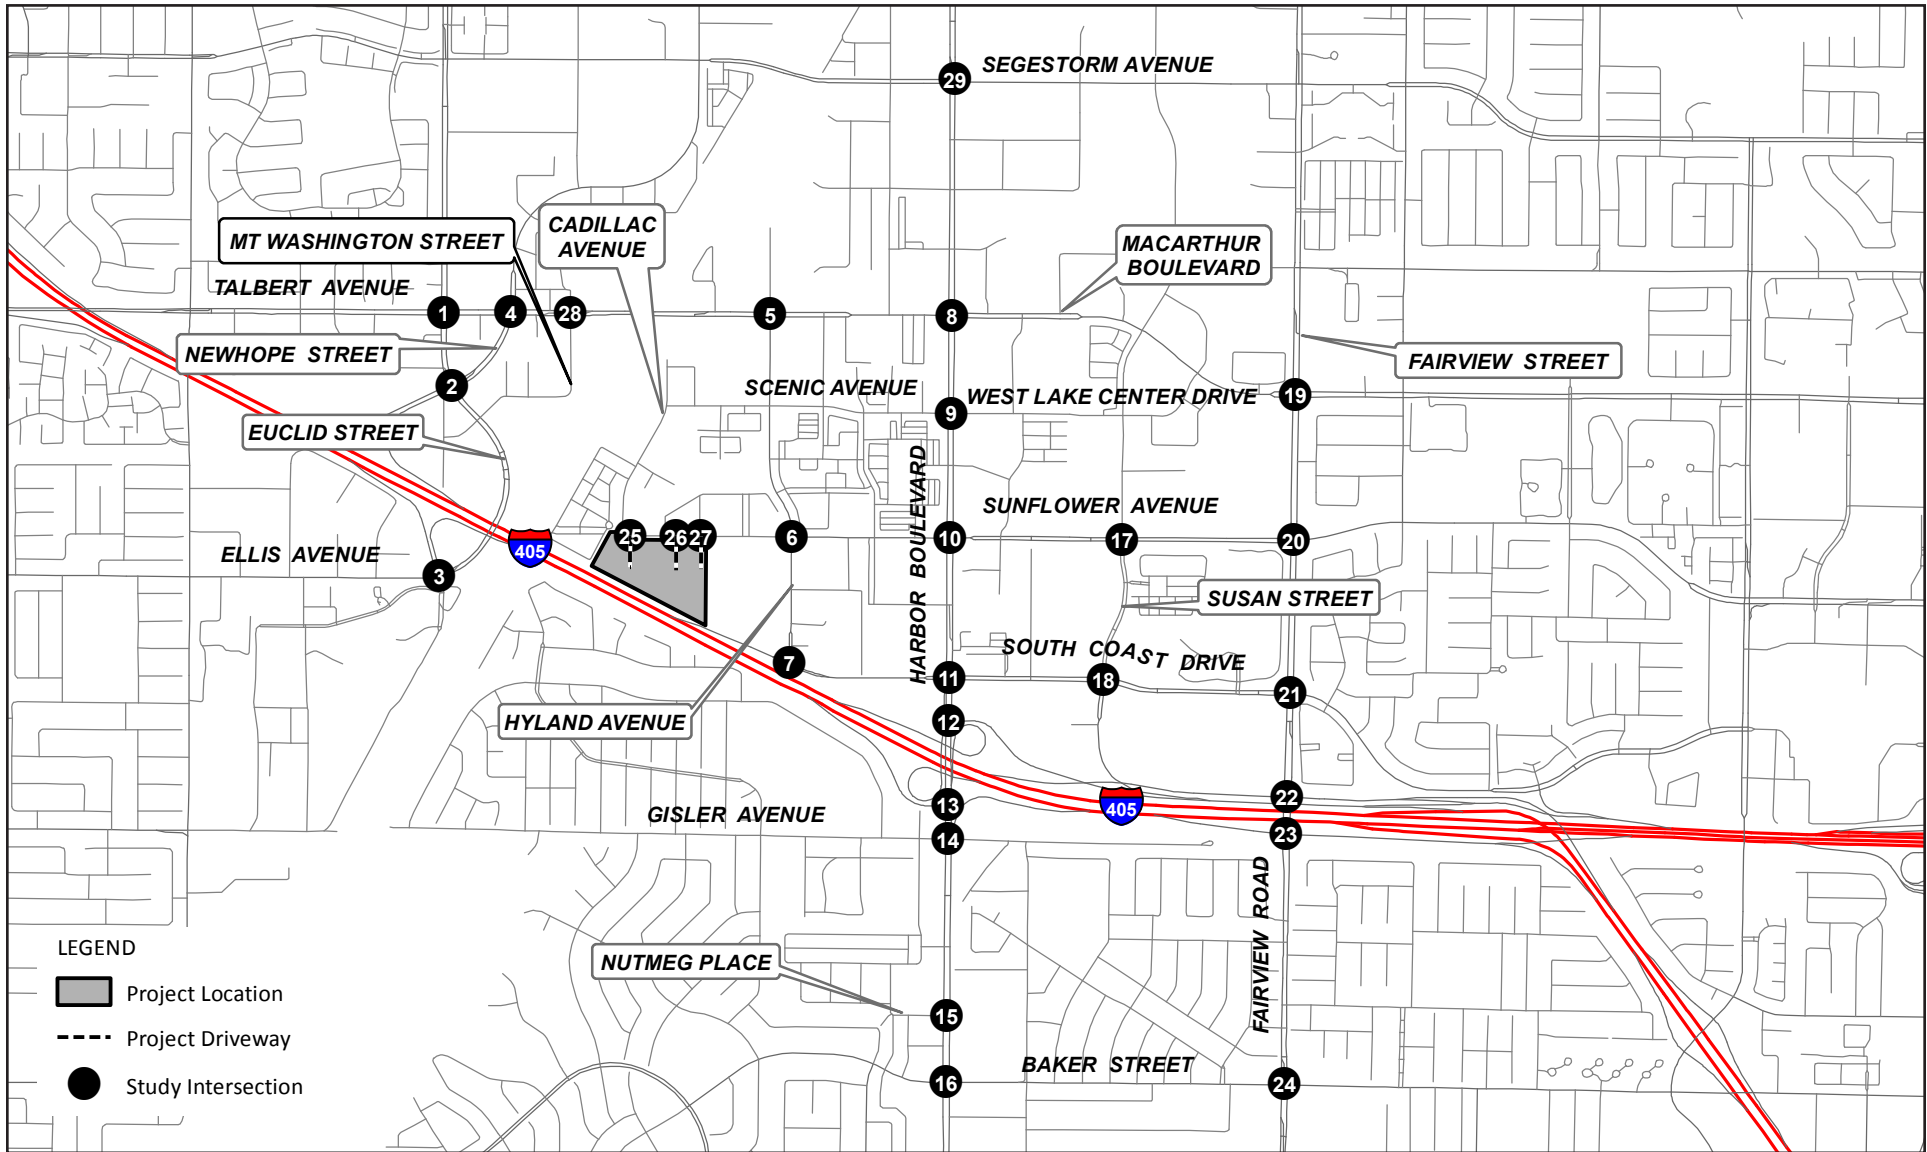 29
SEGESTORM AVENUE
CADILLAC
AVENUE
MT WASHINGTON STREET
MACARTHUR
BOULEVARD
TALBERT AVENUE
1
4
28
5
8
NEWHOPE STREET
FAIRVIEW STREET
2
SCENIC AVENUE
WEST LAKE CENTER DRIVE
19
9
EUCLID STREET
HARBOR BOULEVARD
SUNFLOWER AVENUE
25
26
27
6
10
17
20
405
ELLIS AVENUE
3
SUSAN STREET
SOUTH COAST DRIVE
7
11
18
21
HYLAND AVENUE
12
22
13
405
GISLER AVENUE
14
23
FAIRVIEW ROAD
LEGEND
NUTMEG PLACE
Project Location
15
Project Driveway
BAKER STREET
16
24
Study Intersection